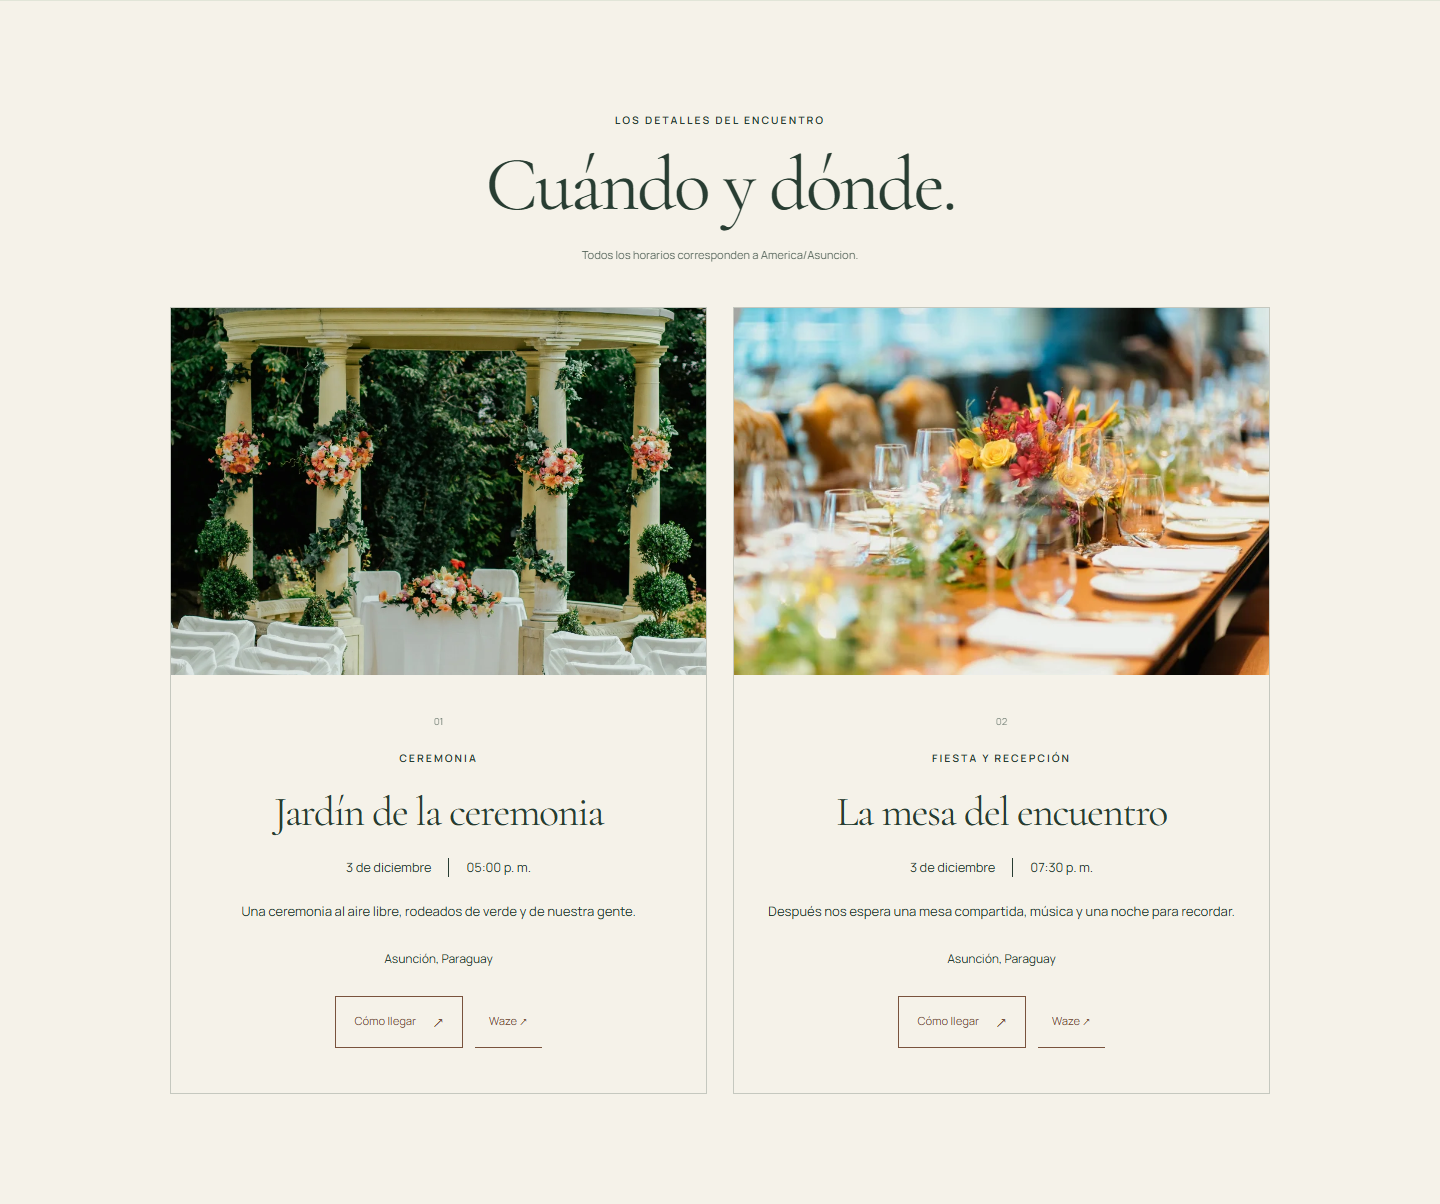 LOS DETALLES DEL ENCUENTRO
Cuándo y dónde.
Todos los horarios corresponden a America/Asuncion.
01
CEREMONIA
Jardín de la ceremonia
3 de diciembre | 05:00 p. m.
Una ceremonia al aire libre, rodeados de verde y de nuestra gente.
Asunción, Paraguay
Cómo llegar ↗ Waze ↗
02
FIESTA Y RECEPCIÓN
La mesa del encuentro
3 de diciembre | 07:30 p. m.
Después nos espera una mesa compartida, música y una noche para recordar.
Asunción, Paraguay
Cómo llegar ↗ Waze ↗